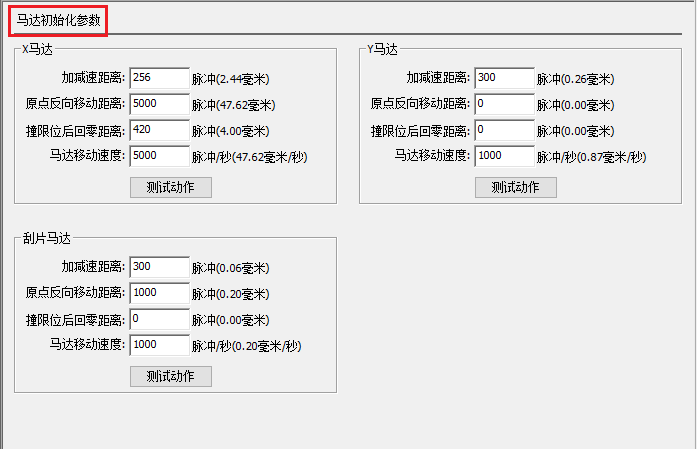 马达初始化参数
X马达
加减速距离: 256 脉冲(2.44毫米)
原点反向移动距离: 5000 脉冲(47.62毫米)
撞限位后回零距离: 420 脉冲(4.00毫米)
马达移动速度: 5000 脉冲/秒(47.62毫米/秒)
测试动作
Y马达
加减速距离: 300 脉冲(0.26毫米)
原点反向移动距离: 0 脉冲(0.00毫米)
撞限位后回零距离: 0 脉冲(0.00毫米)
马达移动速度: 1000 脉冲/秒(0.87毫米/秒)
测试动作
刮片马达
加减速距离: 300 脉冲(0.06毫米)
原点反向移动距离: 1000 脉冲(0.20毫米)
撞限位后回零距离: 0 脉冲(0.00毫米)
马达移动速度: 1000 脉冲/秒(0.20毫米/秒)
测试动作